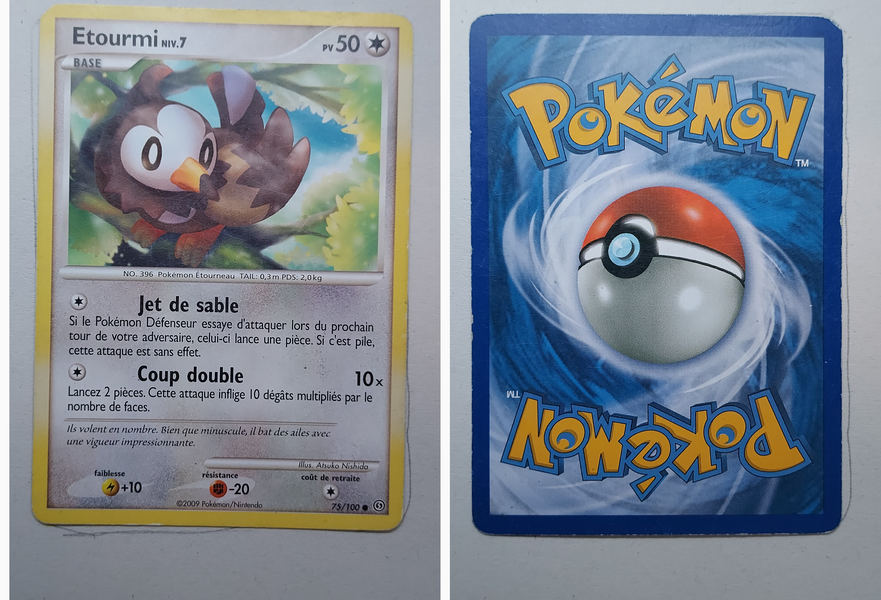 Etourmi NIV.7
PV 50
BASE
NO. 396 Pokémon Étourneau TAIL: 0,3m PDS: 2,0kg
Jet de sable
Si le Pokémon Défenseur essaye d'attaquer lors du prochain
tour de votre adversaire, celui-ci lance une pièce. Si c'est pile,
cette attaque est sans effet.
Coup double 10x
Lancez 2 pièces. Cette attaque inflige 10 dégâts multipliés par le
nombre de faces.
Ils volent en nombre. Bien que minuscule, il bat des ailes avec
une vigueur impressionnante.
Illus. Atsuko Nishida
faiblesse résistance coût de retraite
+10 -20
©2009 Pokémon/Nintendo 75/100
POKéMON
TM
TM
POKéMON